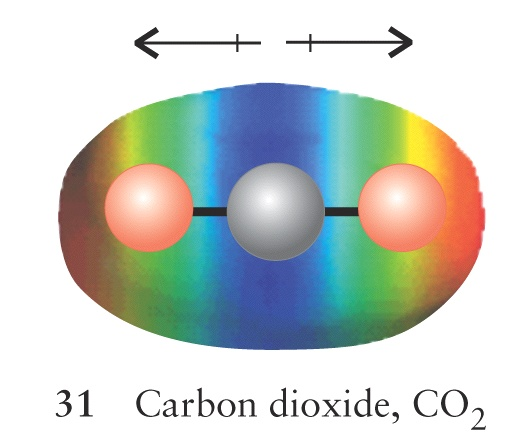 31 Carbon dioxide, CO₂